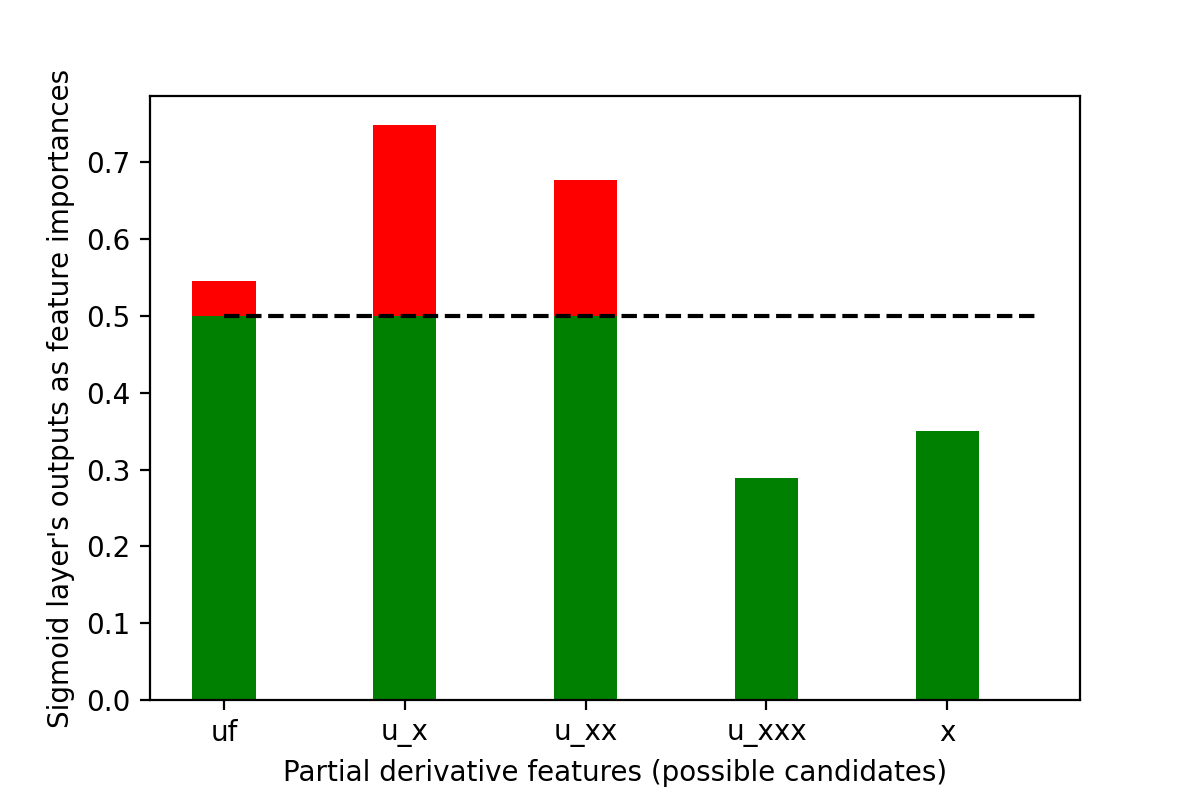 Sigmoid layer's outputs as feature importances
0.7
0.6
0.5
0.4
0.3
0.2
0.1
0.0
uf u_x u_xx u_xxx x
Partial derivative features (possible candidates)